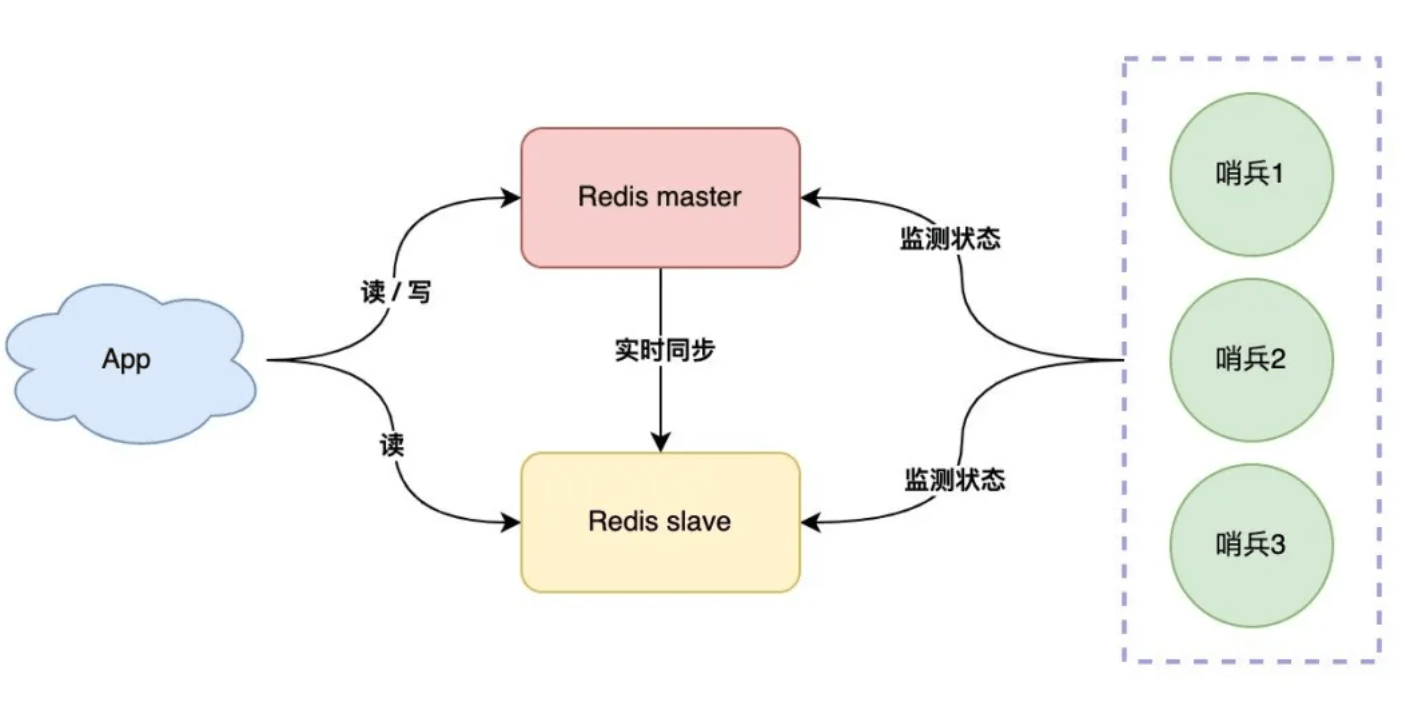 Redis master
哨兵1
监测状态
读 / 写
实时同步
App
哨兵2
读
监测状态
Redis slave
哨兵3